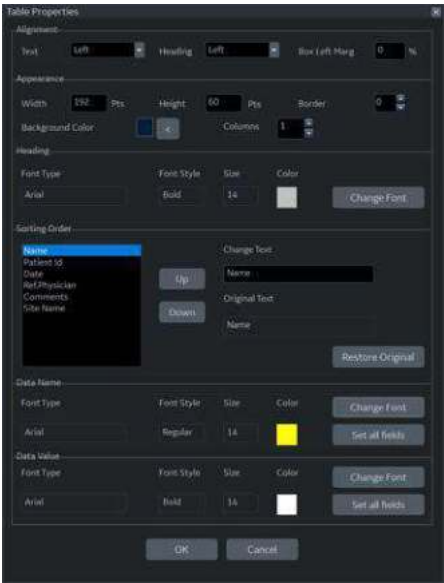 Table Properties
Alignment
Text Left Heading Left Box Left Marg 0 %
Appearance
Width 192 Pts Height 60 Pts Border 0
Background Color < Columns 1
Heading
Font Type Font Style Size Color
Arial Bold 14 Change Font
Sorting Order
Name
Patient Id
Date
Ref.Physician
Comments
Site Name
Up
Down
Change Text
Name
Original Text
Name
Restore Original
Data Name
Font Type Font Style Size Color Change Font
Arial Regular 14 Set all fields
Data Value
Font Type Font Style Size Color Change Font
Arial Bold 14 Set all fields
OK Cancel